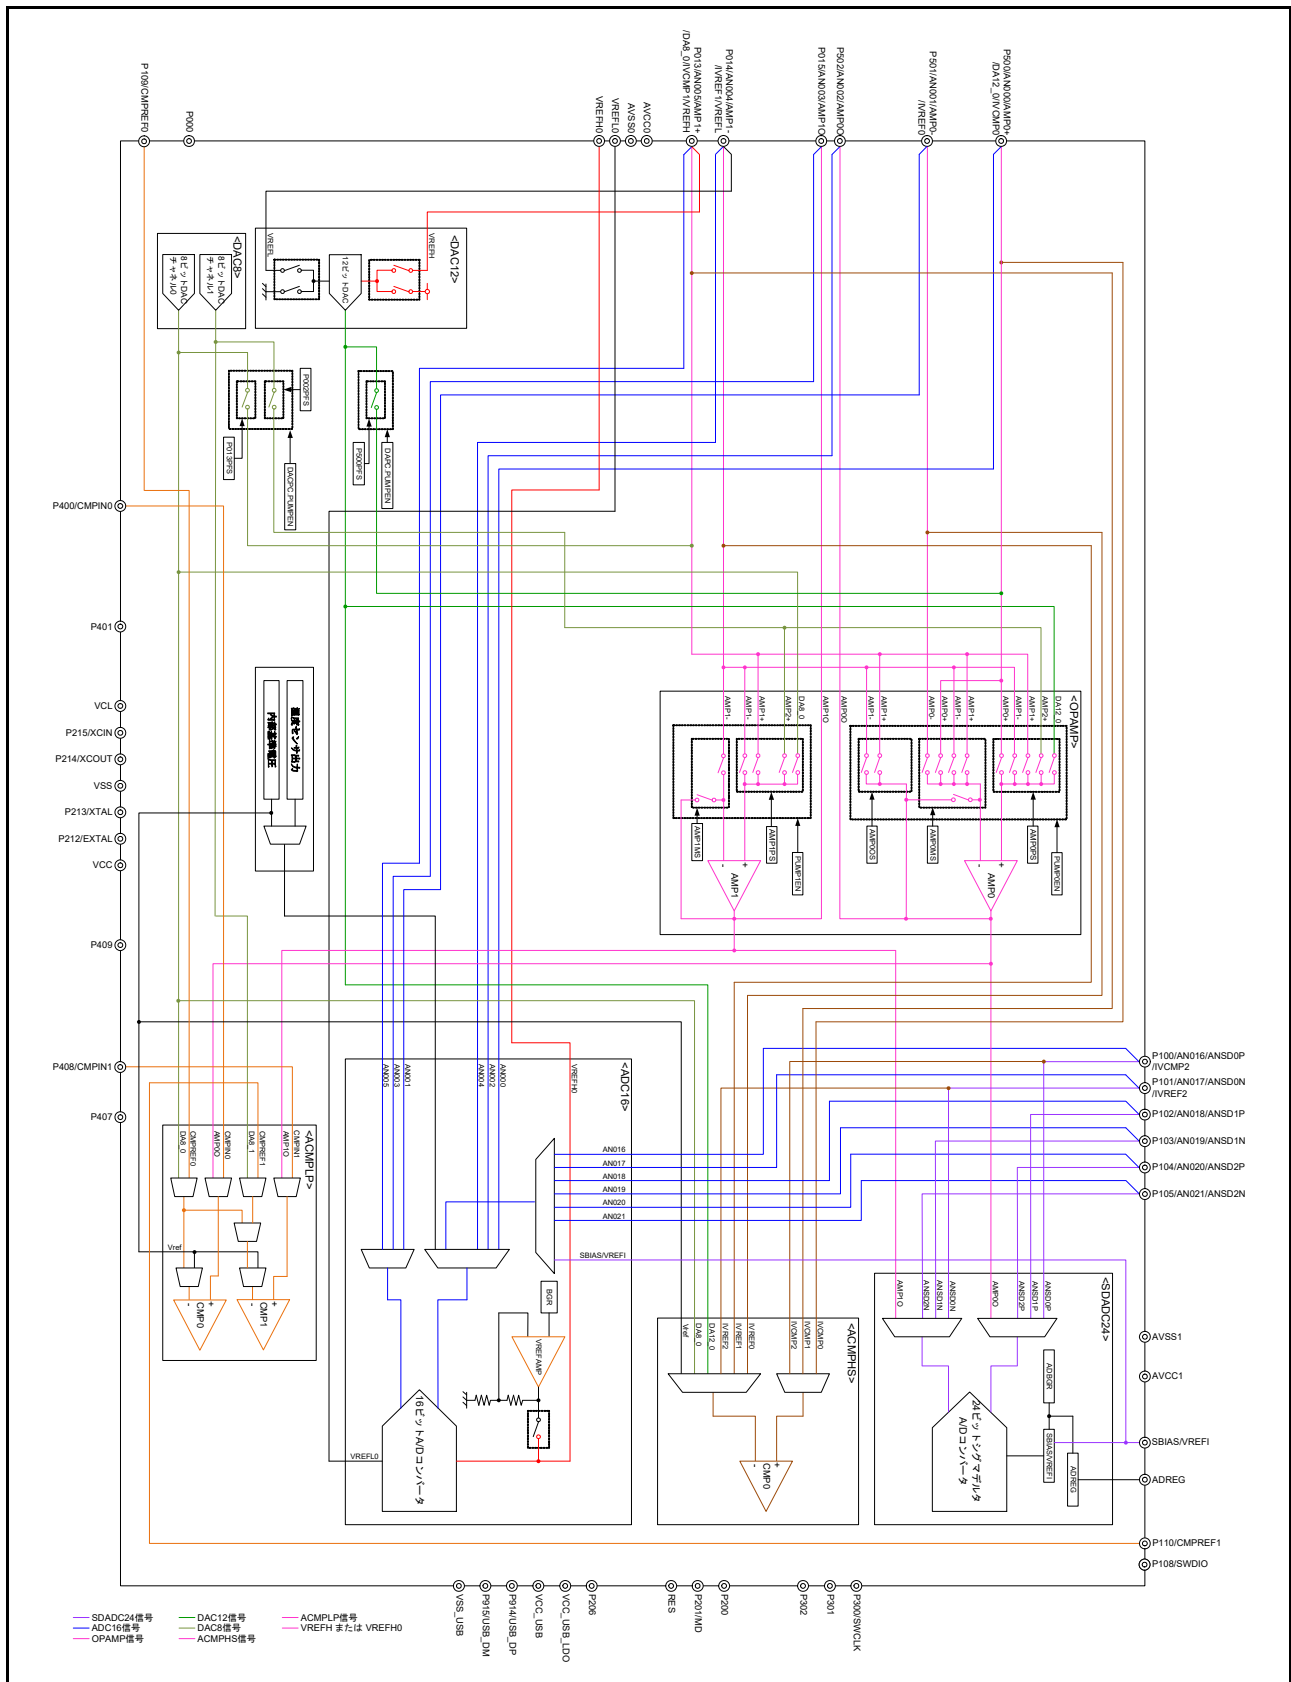 P109/CMPREF0
P000
VREFH0
VREFL0
AVSS0
AVCC0
P013/AN005/AMP1+
/DA8_0/IVCMP1/VREFH
P014/AN004/AMP1-
/IVREF1/VREFL
P015/AN003/AMP1O
P502/AN002/AMP0O
P501/AN001/AMP0-
/IVREF0
P500/AN000/AMP0+
/DA12_0/IVCMP0
<DAC8>
8ビットDAC
チャネル0
8ビットDAC
チャネル1
<DAC12>
VREFL
VREFH
12ビットDAC
P002PFS
P013PFS
DACPC.PUMPEN
P500PFS
DAPC.PUMPEN
P400/CMPIN0
P401
VCL
P215/XCIN
P214/XCOUT
VSS
P213/XTAL
P212/EXTAL
VCC
P409
P408/CMPIN1
P407
内部基準電圧
温度センサ出力
<OPAMP>
AMP1-
AMP1-
AMP1+
AMP2+
DA8_0
AMP1O
AMP0O
AMP1-
AMP1+
AMP0-
AMP0+
AMP1-
AMP1+
AMP0+
AMP1-
AMP1+
AMP2+
DA12_0
AMP1MS
AMP1PS
PUMP1EN
AMP0OS
AMP0MS
AMP0PS
PUMP0EN
-
+
AMP1
-
+
AMP0
<ACMPLP>
DA8_0
CMPREF0
AMP0O
CMPIN0
DA8_1
CMPREF1
AMP1O
CMPIN1
Vref
-
+
CMP0
-
+
CMP1
<ADC16>
AN005
AN003
AN001
AN004
AN002
AN000
VREFH0
AN016
AN017
AN018
AN019
AN020
AN021
SBIAS/VREFI
BGR
VREFAMP
VREFL0
16ビットA/Dコンバータ
<ACMPHS>
Vref
DA8_0
DA12_0
IVREF2
IVREF1
IVREF0
IVCMP2
IVCMP1
IVCMP0
-
+
CMP0
<SDADC24>
AMP1O
ANSD2N
ANSD1N
ANSD0N
AMP0O
ANSD2P
ANSD1P
ANSD0P
ADBGR
SBIAS/VREFI
ADREG
24ビットシグマデルタ
A/Dコンバータ
P100/AN016/ANSD0P
/IVCMP2
P101/AN017/ANSD0N
/IVREF2
P102/AN018/ANSD1P
P103/AN019/ANSD1N
P104/AN020/ANSD2P
P105/AN021/ANSD2N
AVSS1
AVCC1
SBIAS/VREFI
ADREG
P110/CMPREF1
P108/SWDIO
VSS_USB
P915/USB_DM
P914/USB_DP
VCC_USB
VCC_USB_LDO
P206
RES
P201/MD
P200
P302
P301
P300/SWCLK
SDADC24信号
ADC16信号
OPAMP信号
DAC12信号
DAC8信号
ACMPHS信号
ACMPLP信号
VREFH または VREFH0